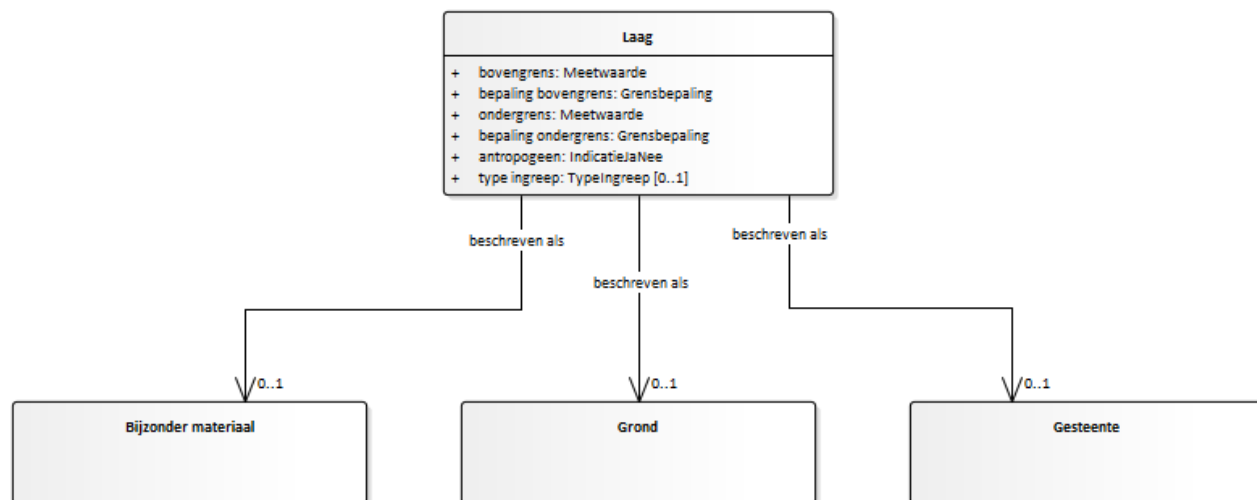 Laag
+ bovengrens: Meetwaarde
+ bepaling bovengrens: Grensbepaling
+ ondergrens: Meetwaarde
+ bepaling ondergrens: Grensbepaling
+ antropogeen: IndicatieJaNee
+ type ingreep: TypeIngreep [0..1]
beschreven als
beschreven als
beschreven als
0..1
0..1
0..1
Bijzonder materiaal
Grond
Gesteente